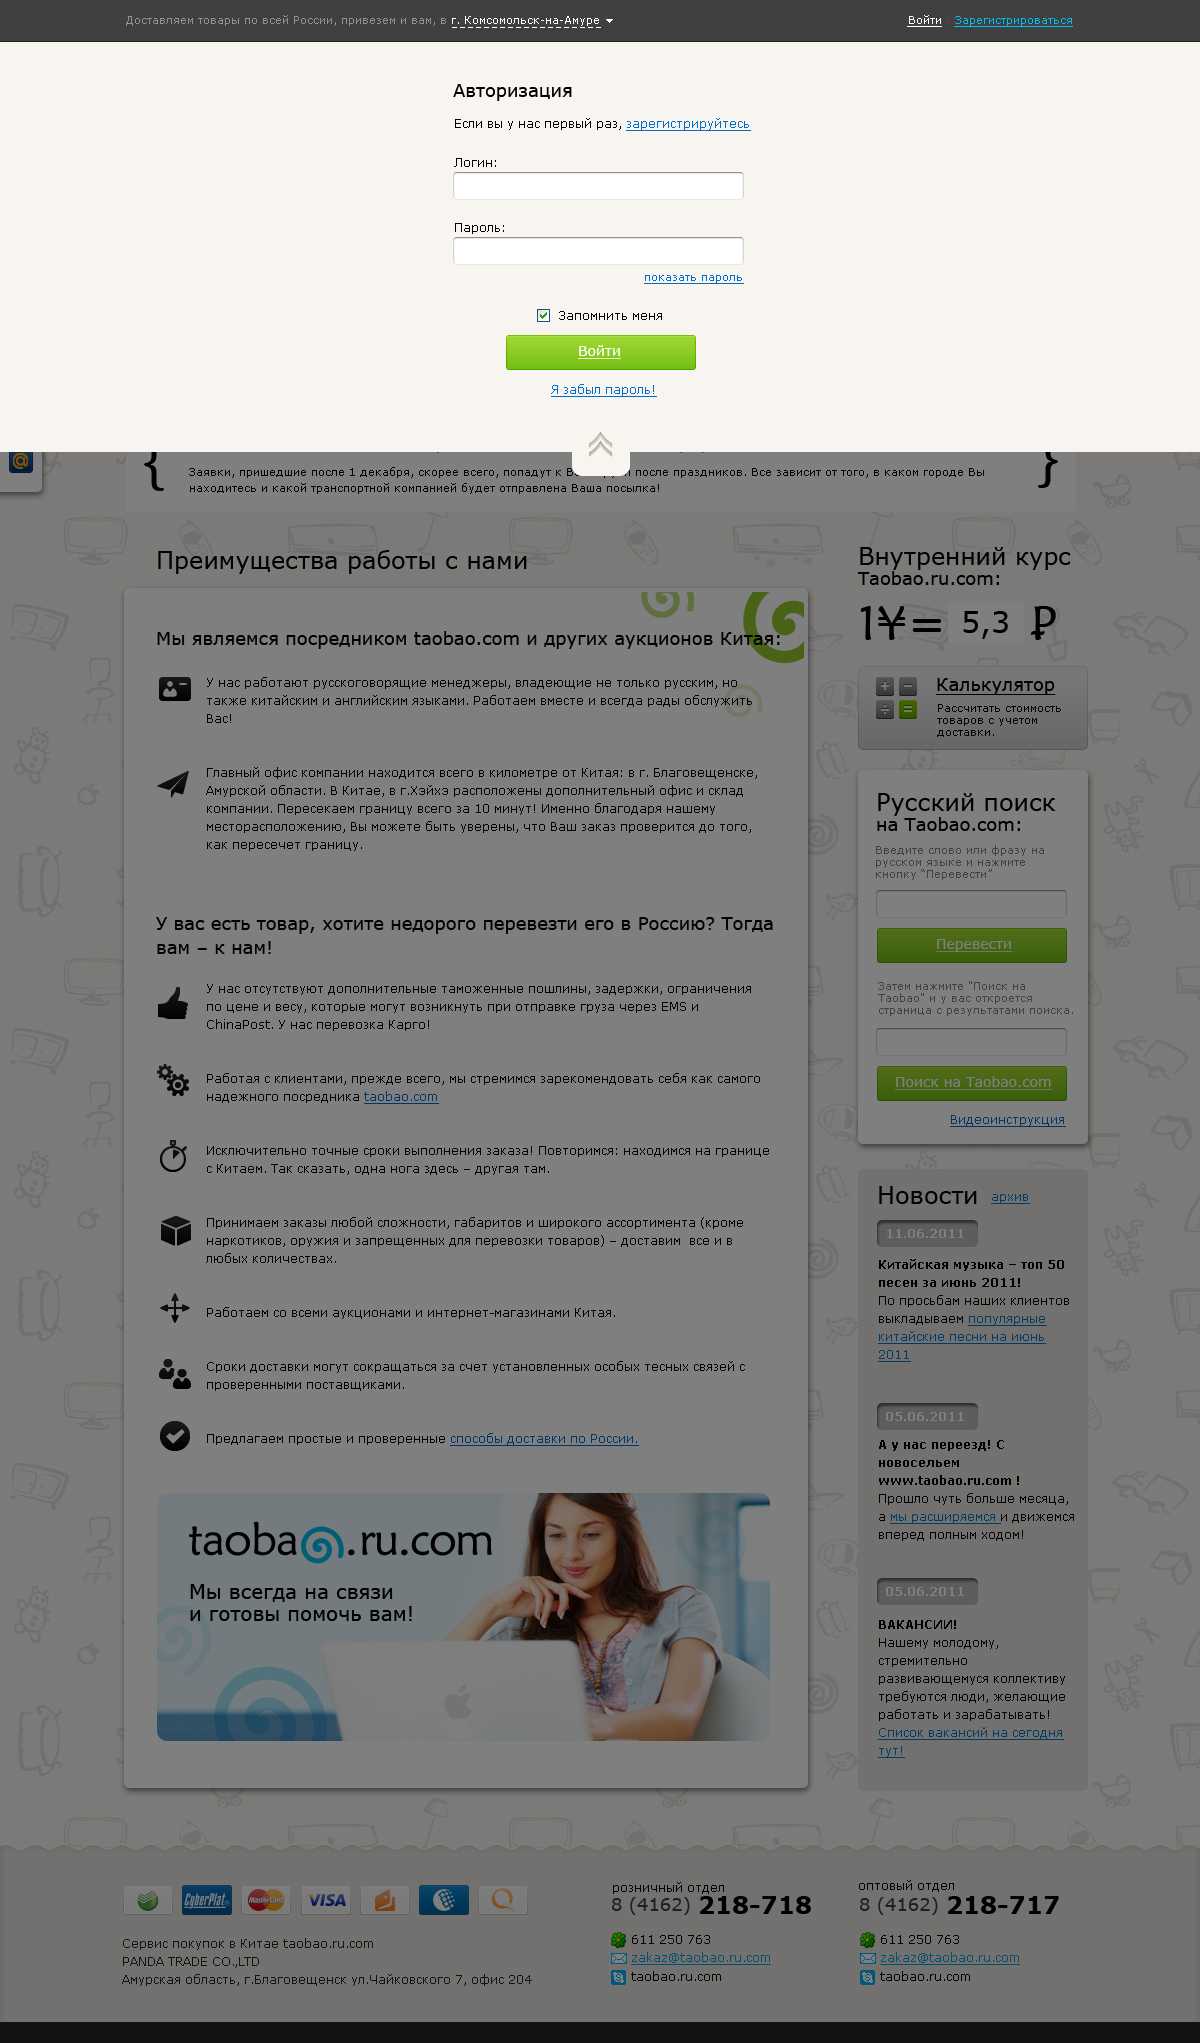 Доставляем товары по всей России, привезем и вам, в г. Комсомольск-на-Амуре
Войти
Зарегистрироваться
Авторизация
Если вы у нас первый раз, зарегистрируйтесь
Логин:
Пароль:
показать пароль
Запомнить меня
Войти
Я забыл пароль!
Заявки, пришедшие после 1 декабря, скорее всего, попадут к после праздников. Все зависит от того, в каком городе Вы
находитесь и какой транспортной компанией будет отправлена Ваша посылка!
Преимущества работы с нами
Мы являемся посредником taobao.com и других аукционов Китая:
У нас работают русскоговорящие менеджеры, владеющие не только русским, но
также китайским и английским языками. Работаем вместе и всегда рады обслужить
Вас!
Главный офис компании находится всего в километре от Китая: в г. Благовещенске,
Амурской области. В Китае, в г.Хэйхэ расположены дополнительный офис и склад
компании. Пересекаем границу всего за 10 минут! Именно благодаря нашему
месторасположению, Вы можете быть уверены, что Ваш заказ проверится до того,
как пересечет границу.
У вас есть товар, хотите недорого перевезти его в Россию? Тогда
вам – к нам!
У нас отсутствуют дополнительные таможенные пошлины, задержки, ограничения
по цене и весу, которые могут возникнуть при отправке груза через EMS и
ChinaPost. У нас перевозка Карго!
Работая с клиентами, прежде всего, мы стремимся зарекомендовать себя как самого
надежного посредника taobao.com
Исключительно точные сроки выполнения заказа! Повторимся: находимся на границе
с Китаем. Так сказать, одна нога здесь – другая там.
Принимаем заказы любой сложности, габаритов и широкого ассортимента (кроме
наркотиков, оружия и запрещенных для перевозки товаров) – доставим все и в
любых количествах.
Работаем со всеми аукционами и интернет-магазинами Китая.
Сроки доставки могут сокращаться за счет установленных особых тесных связей с
проверенными поставщиками.
Предлагаем простые и проверенные способы доставки по России.
taobao.ru.com
Мы всегда на связи
и готовы помочь вам!
Внутренний курс
Taobao.ru.com:
1¥= 5,3 ₽
Калькулятор
Рассчитать стоимость
товаров с учетом
доставки.
Русский поиск
на Taobao.com:
Введите слово или фразу на
русском языке и нажмите
кнопку "Перевести"
Перевести
Затем нажмите "Поиск на
Taobao" и у вас откроется
страница с результатами поиска.
Поиск на Taobao.com
Видеоинструкция
Новости архив
11.06.2011
Китайская музыка – топ 50
песен за июнь 2011!
По просьбам наших клиентов
выкладываем популярные
китайские песни на июнь
2011
05.06.2011
А у нас переезд! С
новосельем
www.taobao.ru.com !
Прошло чуть больше месяца,
а мы расширяемся и движемся
вперед полным ходом!
05.06.2011
ВАКАНСИИ!
Нашему молодому,
стремительно
развивающемуся коллективу
требуются люди, желающие
работать и зарабатывать!
Список вакансий на сегодня
тут!
CyberPlat
MasterCard
VISA
Сервис покупок в Китае taobao.ru.com
PANDA TRADE CO.,LTD
Амурская область, г.Благовещенск ул.Чайковского 7, офис 204
розничный отдел
8 (4162) 218-718
611 250 763
zakaz@taobao.ru.com
taobao.ru.com
оптовый отдел
8 (4162) 218-717
611 250 763
zakaz@taobao.ru.com
taobao.ru.com